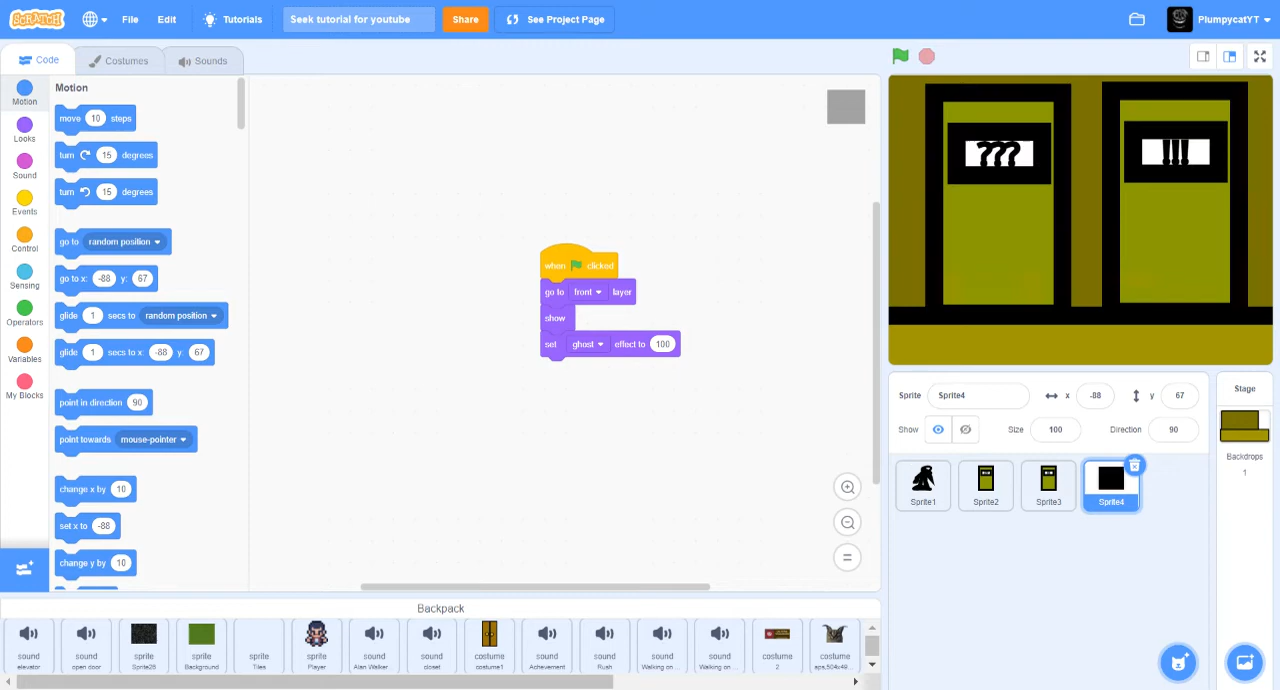 SCRATCH File Edit Tutorials Seek tutorial for youtube Share See Project Page PlumpycatYT
Code Costumes Sounds
Motion
Looks
Sound
Events
Control
Sensing
Operators
Variables
My Blocks
Motion
move 10 steps
turn 15 degrees
turn 15 degrees
go to random position
go to x: -88 y: 67
glide 1 secs to random position
glide 1 secs to x: -88 y: 67
point in direction 90
point towards mouse-pointer
change x by 10
set x to -88
change y by 10
when clicked
go to front layer
show
set ghost effect to 100
??? !!!
Sprite Sprite4 x -88 y 67
Show Size 100 Direction 90
Sprite1 Sprite2 Sprite3 Sprite4
Stage
Backdrops
1
Backpack
sound sound sprite sprite sprite sprite sound sound costume sound sound sound sound costume costume
elevator open door Sprite26 Background Tiles Player Alan Walker closet costume1 Achievement Rush Walking on ... Walking on ... 2 aps,504x49...